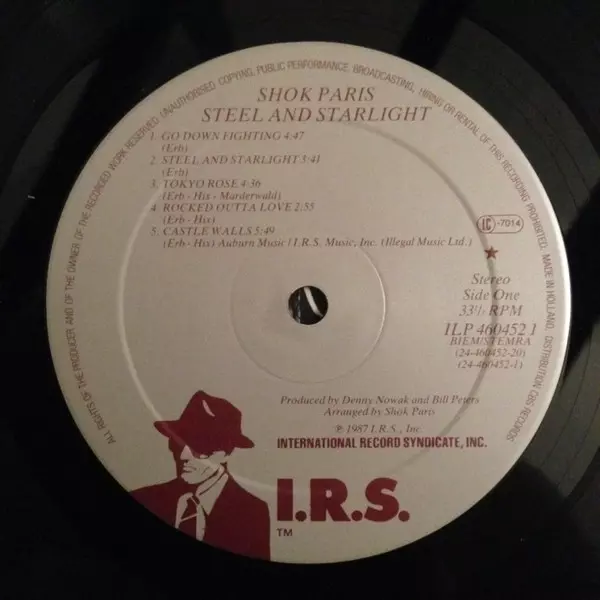 ALL RIGHTS OF THE PRODUCER AND OF THE OWNER OF THE RECORDED WORK RESERVED UNAUTHORISED COPYING, PUBLIC PERFORMANCE, BROADCASTING, HIRING OR RENTAL OF THIS RECORDING PROHIBITED. MADE IN HOLLAND. DISTRIBUTION CBS RECORDS
SHOK PARIS
STEEL AND STARLIGHT
1. GO DOWN FIGHTING 4:47
(Erb)
2. STEEL AND STARLIGHT 3:41
(Erb)
3. TOKYO ROSE 4:36
(Erb - Hix - Marderwald)
4. ROCKED OUTTA LOVE 2:55
(Erb - Hix)
5. CASTLE WALLS 5:49
(Erb - Hix) Auburn Music / I.R.S. Music, Inc. (Illegal Music Ltd.)
LC -7014
Stereo
Side One
33 1/3 RPM
ILP 460452 1
BIEM/STEMRA
(24-460452-20)
(24-460452-1)
Produced by Denny Nowak and Bill Peters
Arranged by Shok Paris
℗ 1987 I.R.S., Inc.
INTERNATIONAL RECORD SYNDICATE, INC.
I.R.S.
TM